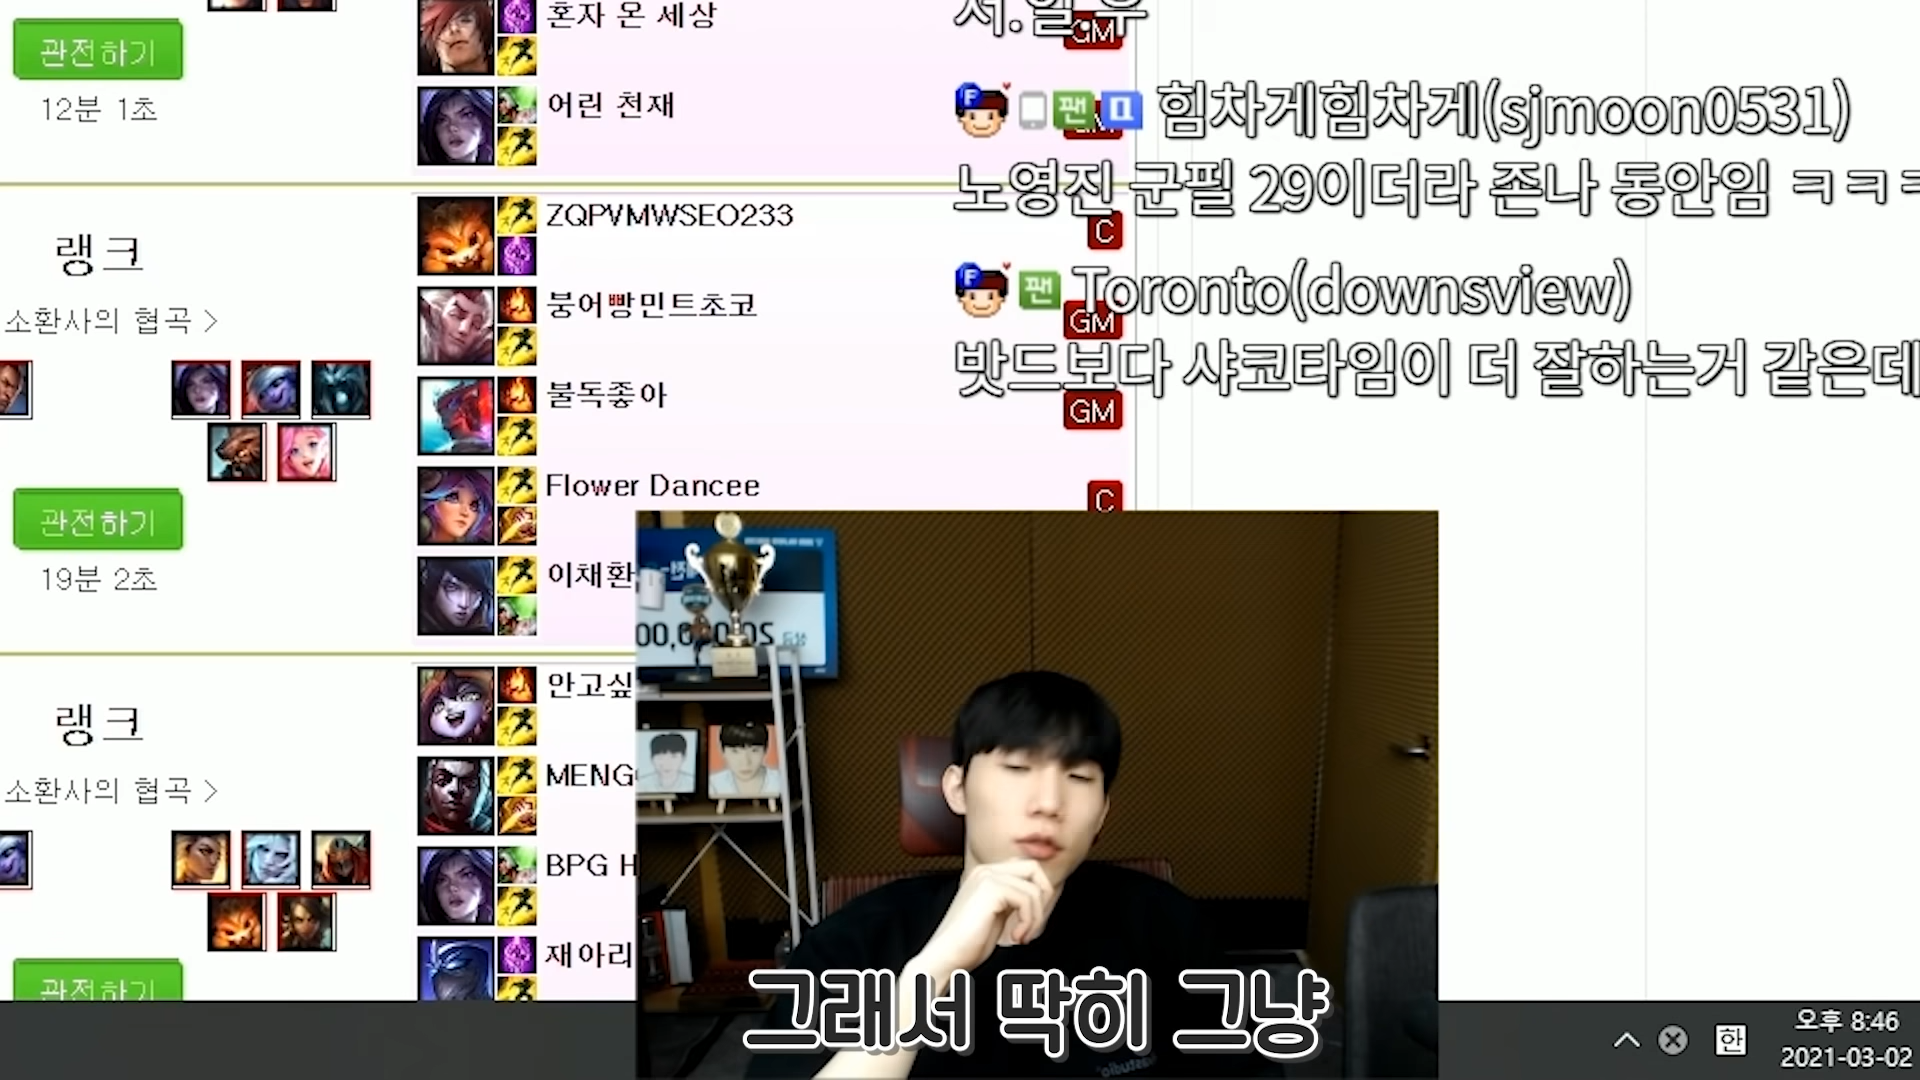 혼자 온 세상
관전하기
12분 1초
어린 천재
힘차게힘차게(sjmoon0531)
노영진 군필 29이더라 존나 동안임 ㅋㅋㅋ
Toronto(downsview)
밧드보다 샤코타임이 더 잘하는거 같은데
랭크
소환사의 협곡 >
관전하기
19분 2초
ZQPVMWSEO233
C
붕어빵민트초코
GM
불독좋아
GM
Flower Dancee
C
이채환
랭크
소환사의 협곡 >
관전하기
안고싶
MENG
BPG H
재아리
그래서 딱히 그냥
한
오후 8:46
2021-03-02